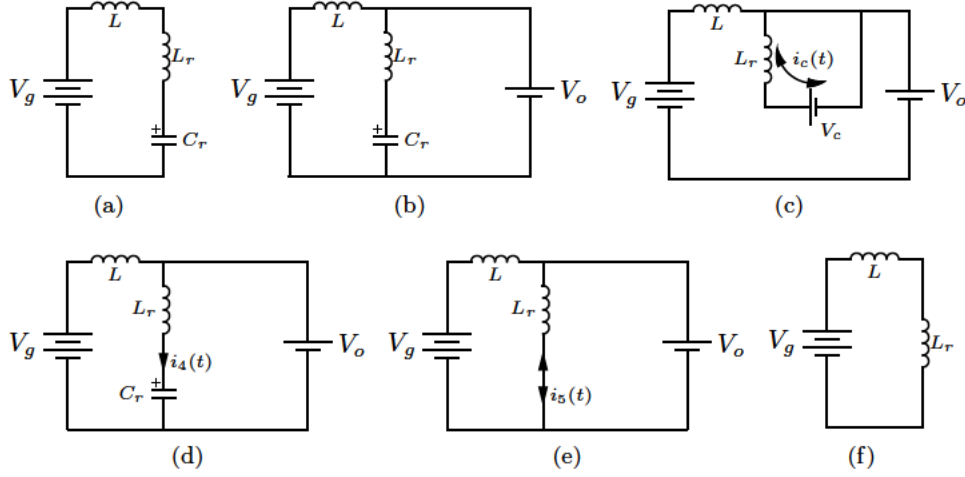 L
L_r
V_g
+
C_r
(a)
L
L_r
V_g
V_o
+
C_r
(b)
L
L_r
i_c(t)
V_g
V_o
V_c
(c)
L
L_r
V_g
V_o
i_4(t)
+
C_r
(d)
L
L_r
V_g
V_o
i_5(t)
(e)
L
V_g
L_r
(f)